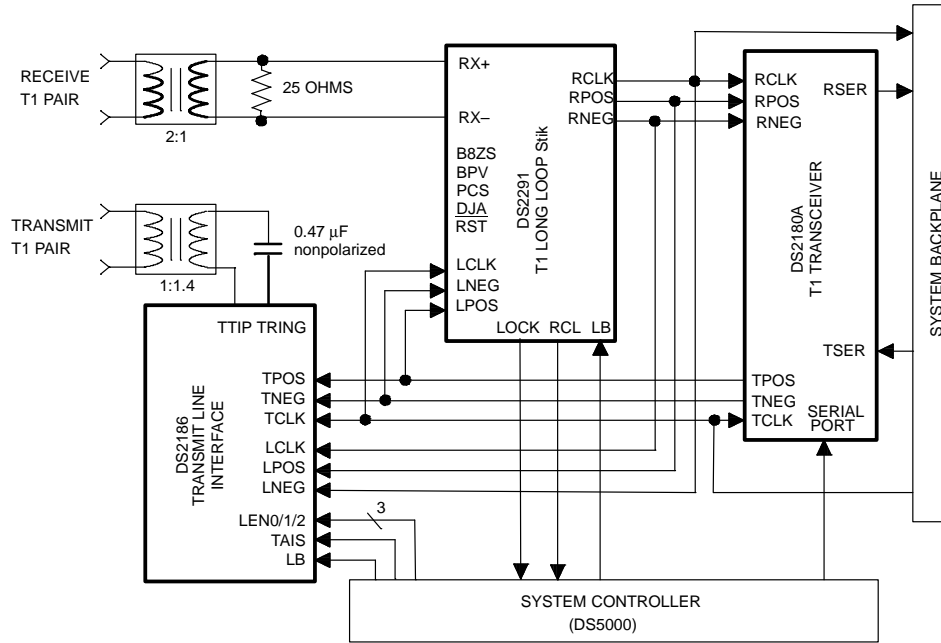 RECEIVE
T1 PAIR
2:1
25 OHMS
RX+
RX–
B8ZS
BPV
PCS
DJA
RST
LCLK
LNEG
LPOS
DS2291
T1 LONG LOOP Stik
RCLK
RPOS
RNEG
LOCK RCL LB
RCLK
RPOS
RNEG
RSER
DS2180A
T1 TRANSCEIVER
TSER
TPOS
TNEG
TCLK
SERIAL
PORT
SYSTEM BACKPLANE
TRANSMIT
T1 PAIR
1:1.4
0.47 µF
nonpolarized
TTIP TRING
DS2186
TRANSMIT LINE
INTERFACE
TPOS
TNEG
TCLK
LCLK
LPOS
LNEG
LEN0/1/2
TAIS
LB
3
SYSTEM CONTROLLER
(DS5000)